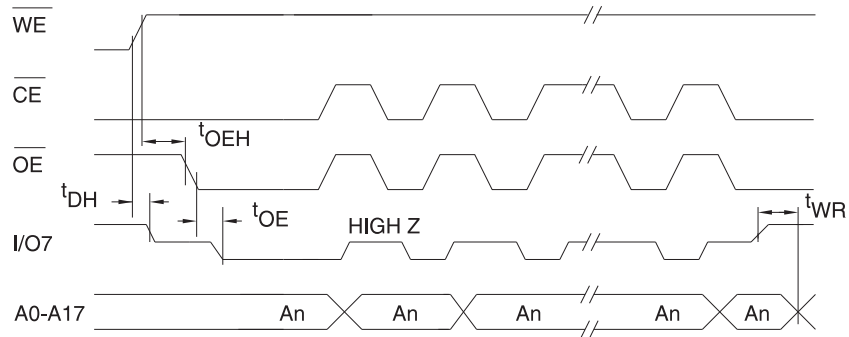 WE
CE
tOEH
OE
tDH
tOE
HIGH Z
tWR
I/O7
A0-A17
An
An
An
An
An